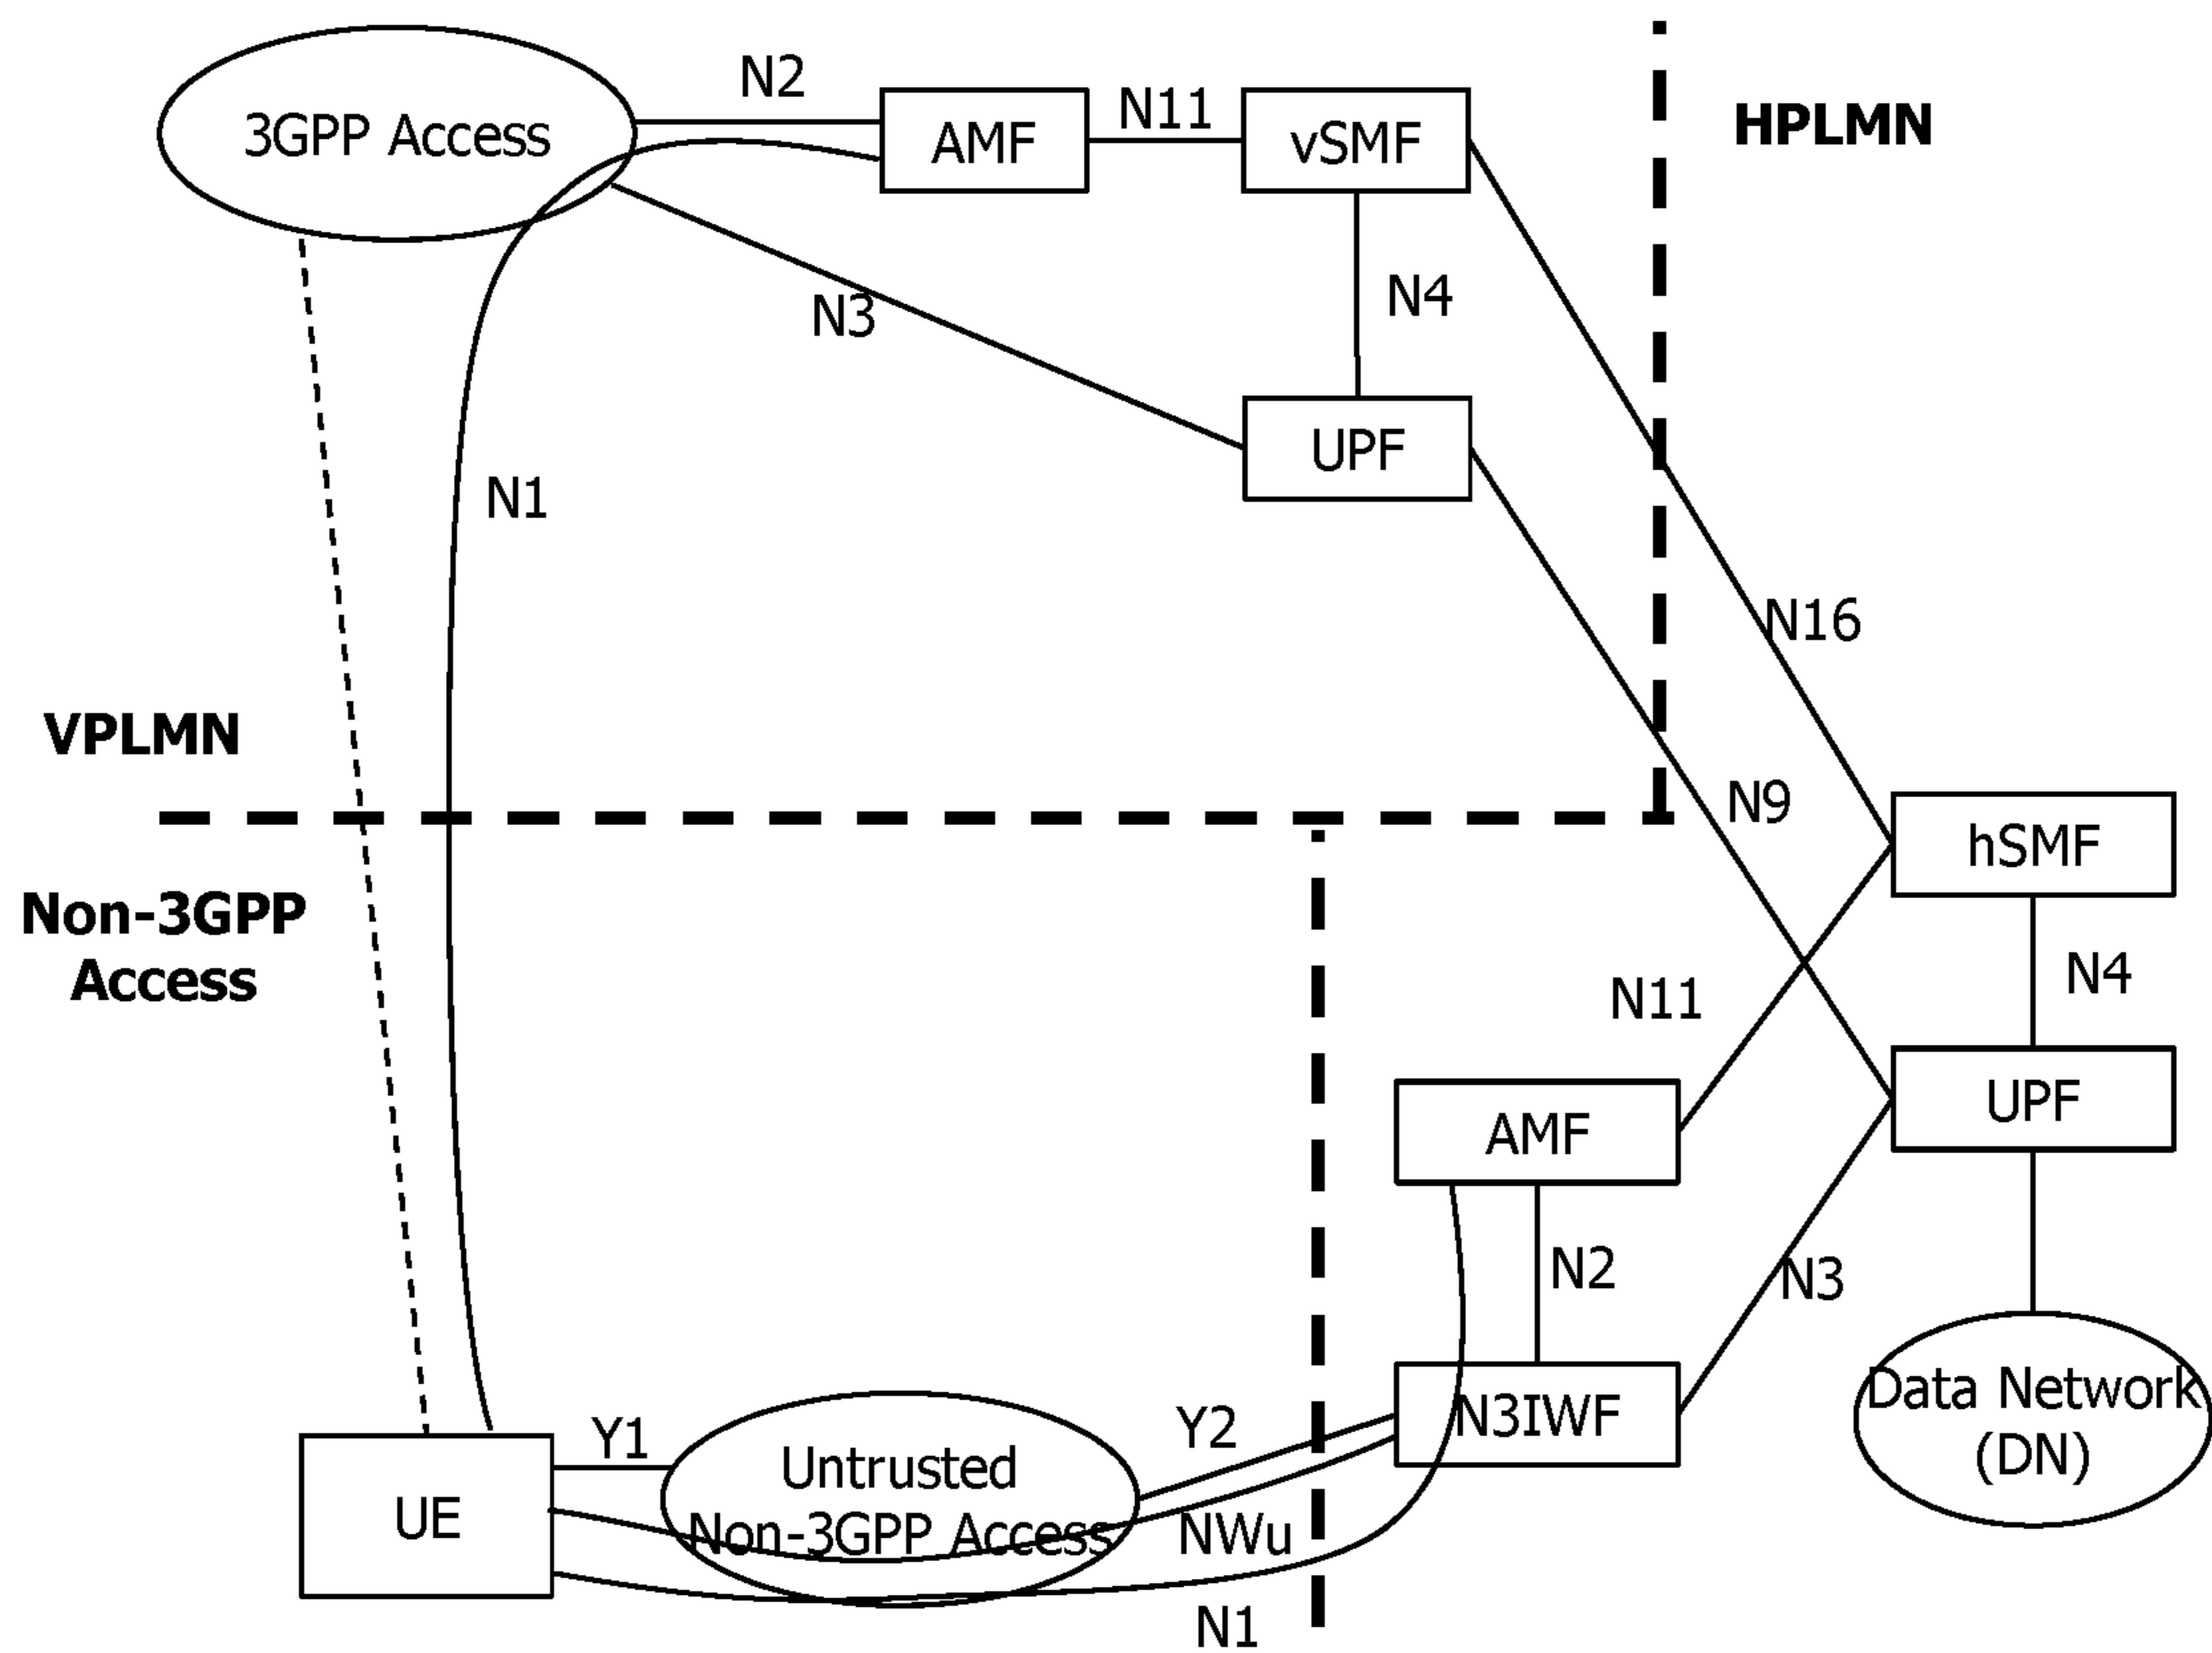 N2
3GPP Access
AMF
N11
vSMF
HPLMN
N3
N4
UPF
N1
N16
VPLMN
N9
hSMF
Non-3GPP
Access
N11
N4
AMF
UPF
N2
N3
Data Network
(DN)
Y1
Y2
N3IWF
Untrusted
Non-3GPP Access
UE
NWu
N1